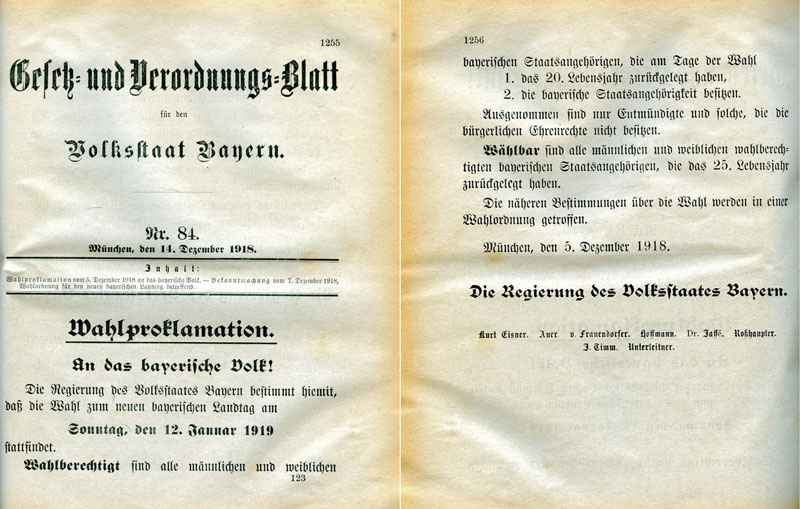 1255
Gesetz- und Verordnungs-Blatt
für den
Volksstaat Bayern.
Nr. 84.
München, den 14. Dezember 1918.
Inhalt:
Wahlproklamation vom 5. Dezember 1918 an das bayerische Volk. — Bekanntmachung vom 7. Dezember 1918,
Wahlordnung für den neuen bayerischen Landtag betreffend.
Wahlproklamation.
An das bayerische Volk!
Die Regierung des Volksstaates Bayern bestimmt hiemit,
daß die Wahl zum neuen bayerischen Landtag am
Sonntag, den 12. Januar 1919
stattfindet.
Wahlberechtigt sind alle männlichen und weiblichen
123
1256
bayerischen Staatsangehörigen, die am Tage der Wahl
1. das 20. Lebensjahr zurückgelegt haben,
2. die bayerische Staatsangehörigkeit besitzen.
Ausgenommen sind nur Entmündigte und solche, die die
bürgerlichen Ehrenrechte nicht besitzen.
Wählbar sind alle männlichen und weiblichen wahlberech-
tigten bayerischen Staatsangehörigen, die das 25. Lebensjahr
zurückgelegt haben.
Die näheren Bestimmungen über die Wahl werden in einer
Wahlordnung getroffen.
München, den 5. Dezember 1918.
Die Regierung des Volksstaates Bayern.
Kurt Eisner. Auer v. Frauendorfer. Hoffmann. Dr. Jaffé. Roßhaupter.
J. Timm. Unterleitner.